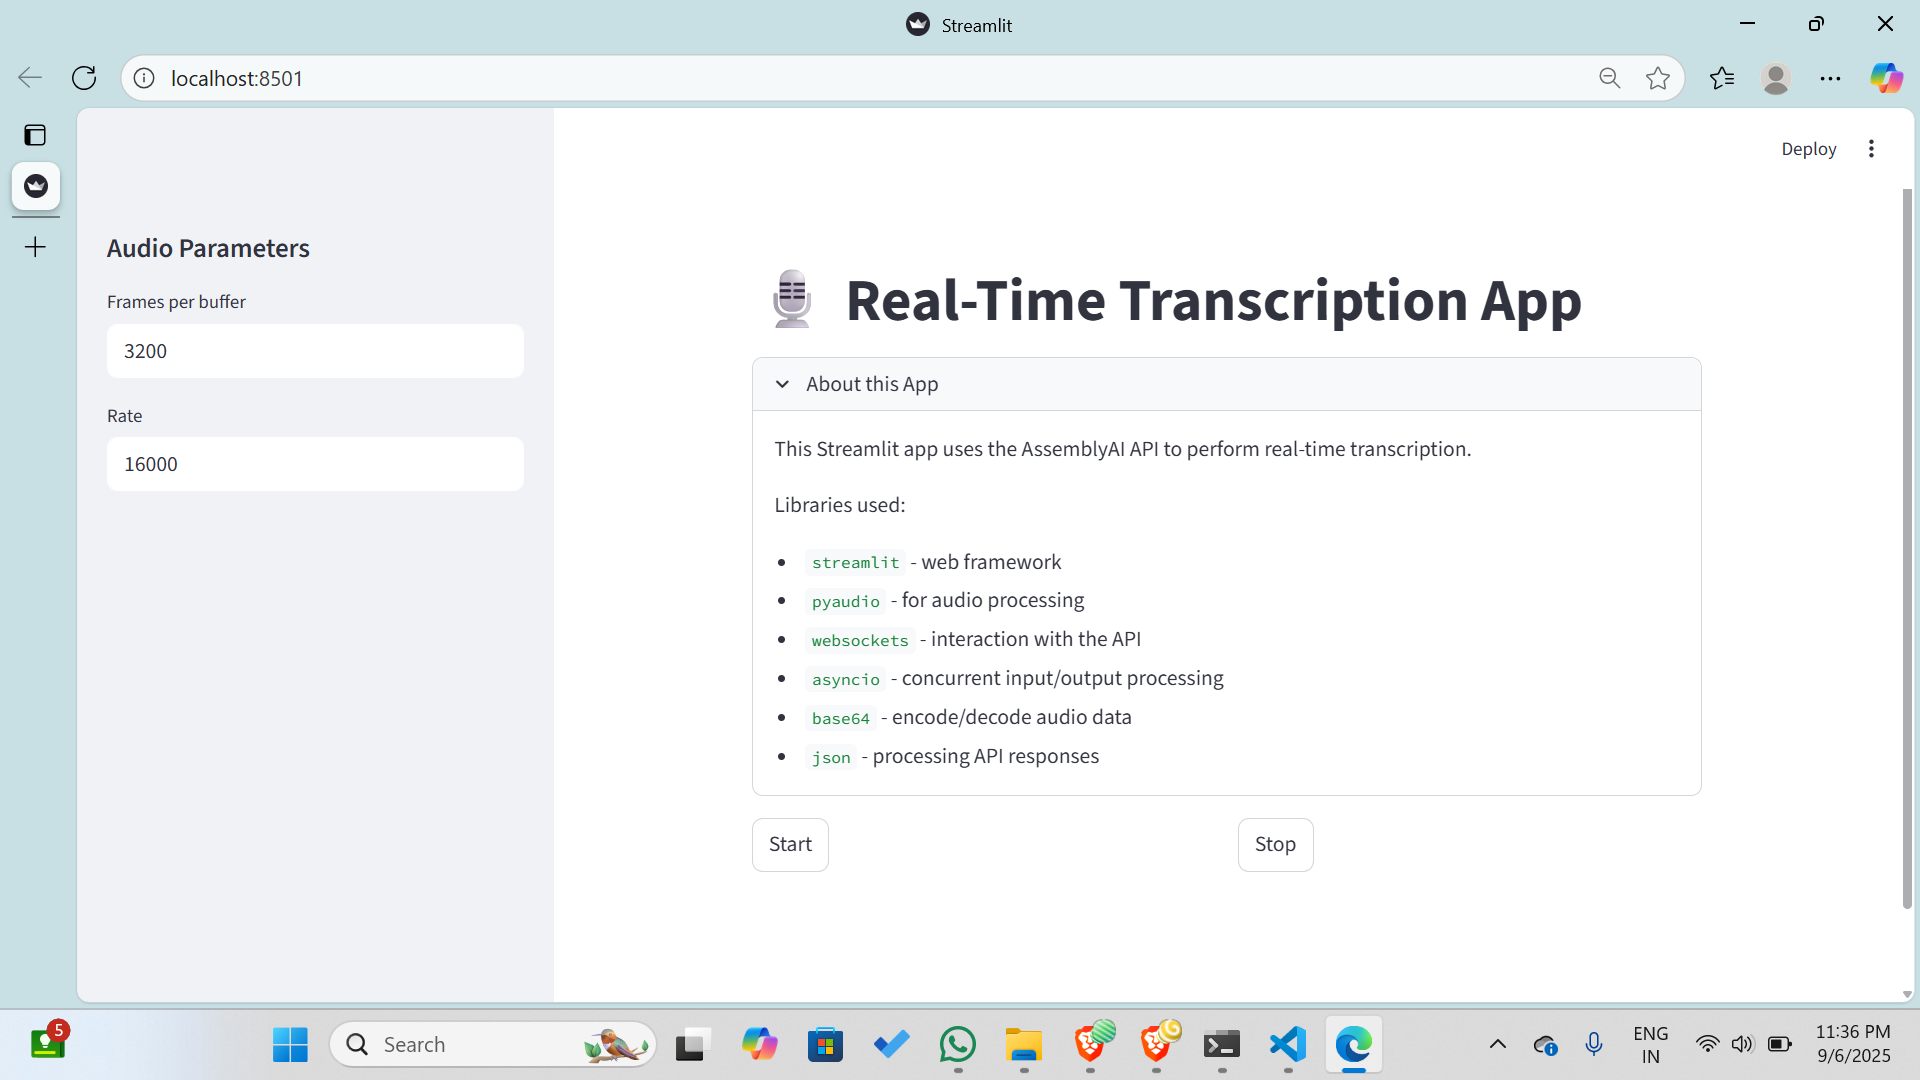 Streamlit
localhost:8501
Deploy
Audio Parameters
Frames per buffer
3200
Rate
16000
Real-Time Transcription App
About this App
This Streamlit app uses the AssemblyAI API to perform real-time transcription.
Libraries used:
streamlit - web framework
pyaudio - for audio processing
websockets - interaction with the API
asyncio - concurrent input/output processing
base64 - encode/decode audio data
json - processing API responses
Start
Stop
5
Search
ENG
IN
11:36 PM
9/6/2025